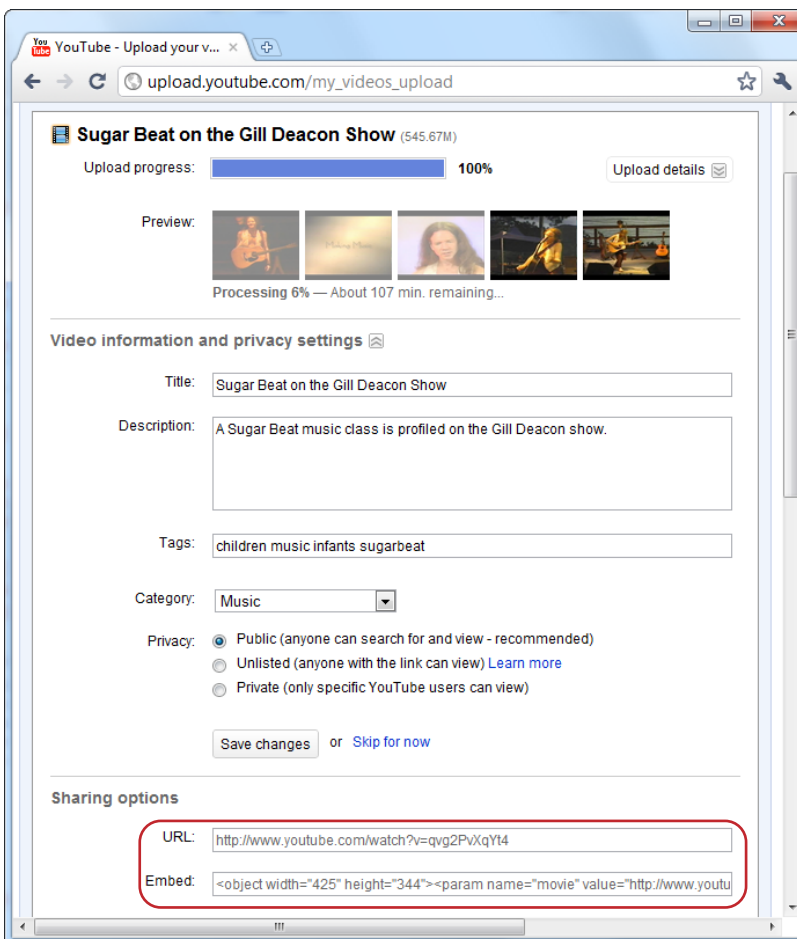 You Tube YouTube - Upload your v... ×
upload.youtube.com/my_videos_upload
Sugar Beat on the Gill Deacon Show (545.67M)
Upload progress: 100% Upload details
Preview:
Making Music
Processing 6% — About 107 min. remaining...
Video information and privacy settings
Title: Sugar Beat on the Gill Deacon Show
Description: A Sugar Beat music class is profiled on the Gill Deacon show.
Tags: children music infants sugarbeat
Category: Music
Privacy: Public (anyone can search for and view - recommended)
Unlisted (anyone with the link can view) Learn more
Private (only specific YouTube users can view)
Save changes or Skip for now
Sharing options
URL: http://www.youtube.com/watch?v=qvg2PvXqYt4
Embed: <object width="425" height="344"><param name="movie" value="http://www.youtu